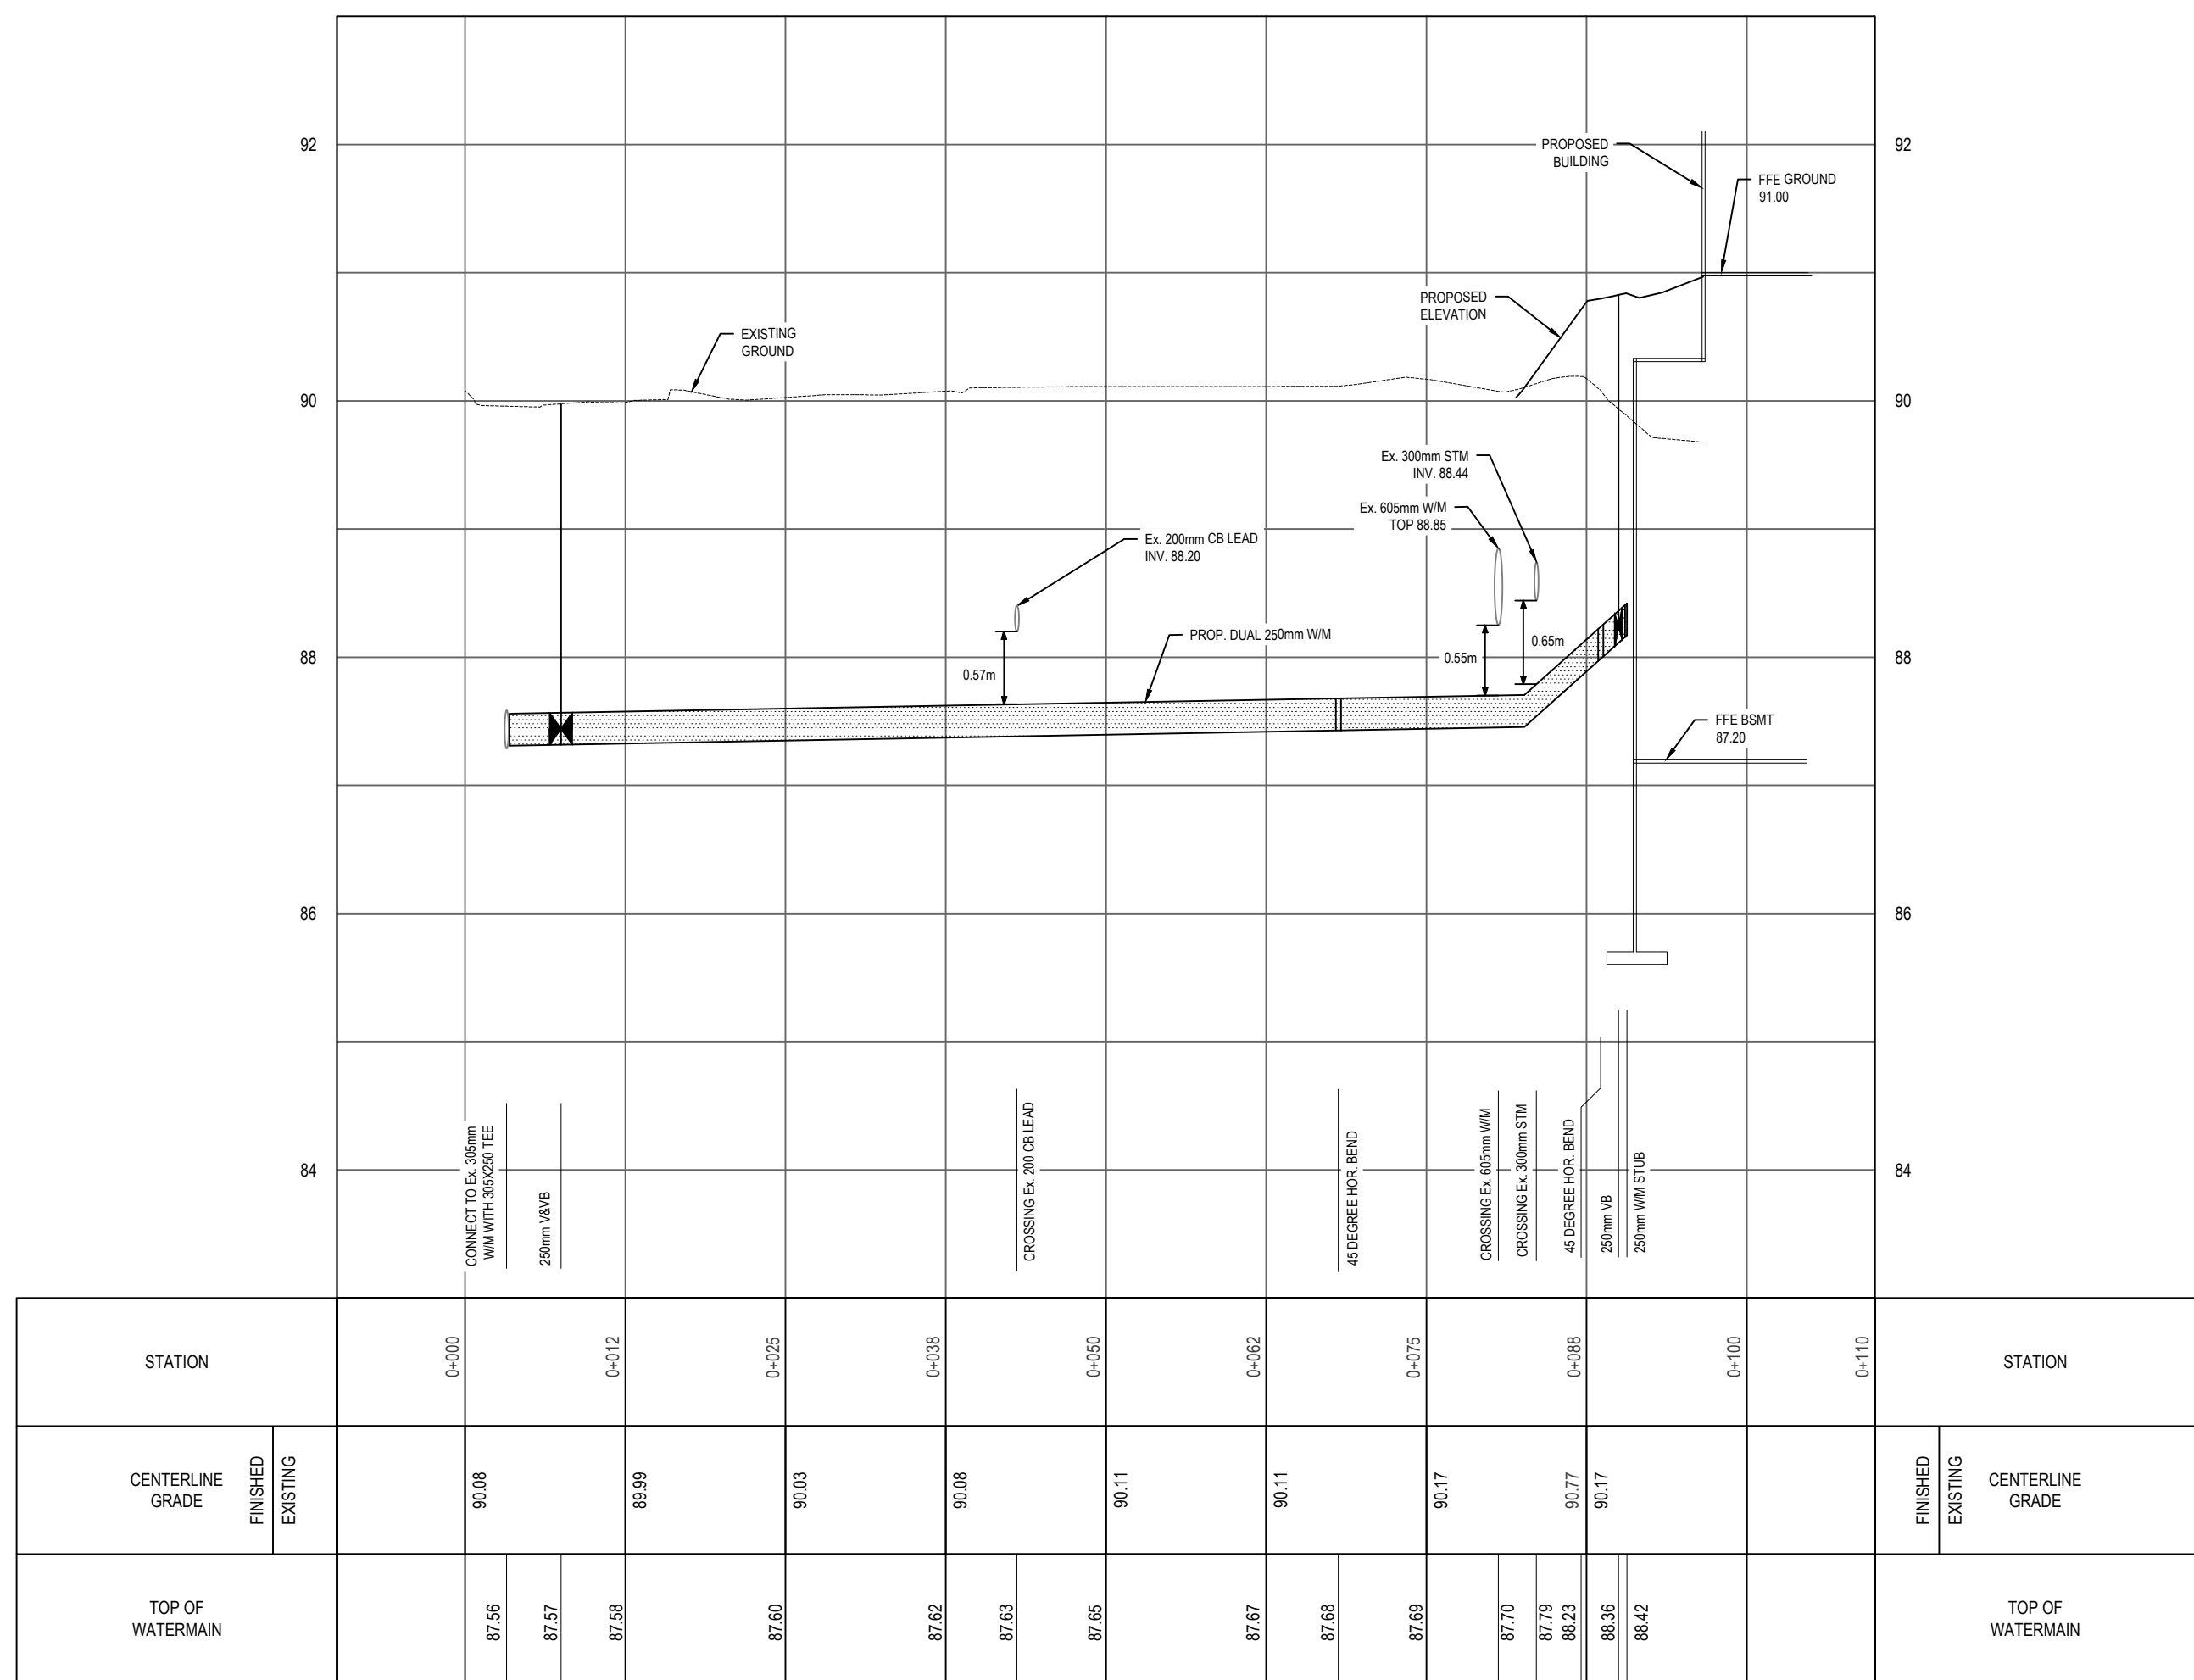 92
92
PROPOSED
BUILDING
FFE GROUND
91.00
PROPOSED
ELEVATION
EXISTING
GROUND
90
90
Ex. 300mm STM
INV. 88.44
Ex. 605mm W/M
TOP 88.85
Ex. 200mm CB LEAD
INV. 88.20
PROP. DUAL 250mm W/M
0.57m
0.55m
0.65m
88
88
FFE BSMT
87.20
86
86
84
84
CONNECT TO Ex. 305mm
W/M WITH 305X250 TEE
250mm V&VB
CROSSING Ex. 200 CB LEAD
45 DEGREE HOR. BEND
CROSSING Ex. 605mm W/M
CROSSING Ex. 300mm STM
45 DEGREE HOR. BEND
250mm VB
250mm W/M STUB
STATION
0+000
0+012
0+025
0+038
0+050
0+062
0+075
0+088
0+100
0+110
STATION
CENTERLINE
GRADE
FINISHED
EXISTING
90.08
89.99
90.03
90.08
90.11
90.11
90.17
90.77
90.17
FINISHED
EXISTING
CENTERLINE
GRADE
TOP OF
WATERMAIN
87.56
87.57
87.58
87.60
87.62
87.63
87.65
87.67
87.68
87.69
87.70
87.79
88.23
88.36
88.42
TOP OF
WATERMAIN